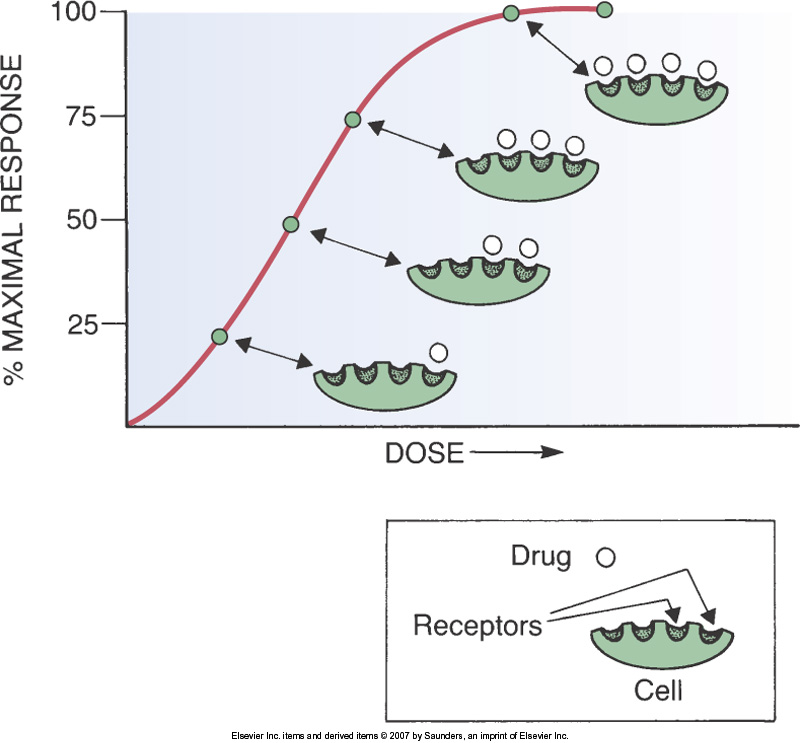 % MAXIMAL RESPONSE
100
75
50
25
DOSE
Drug
Receptors
Cell
Elsevier Inc. items and derived items © 2007 by Saunders, an imprint of Elsevier Inc.